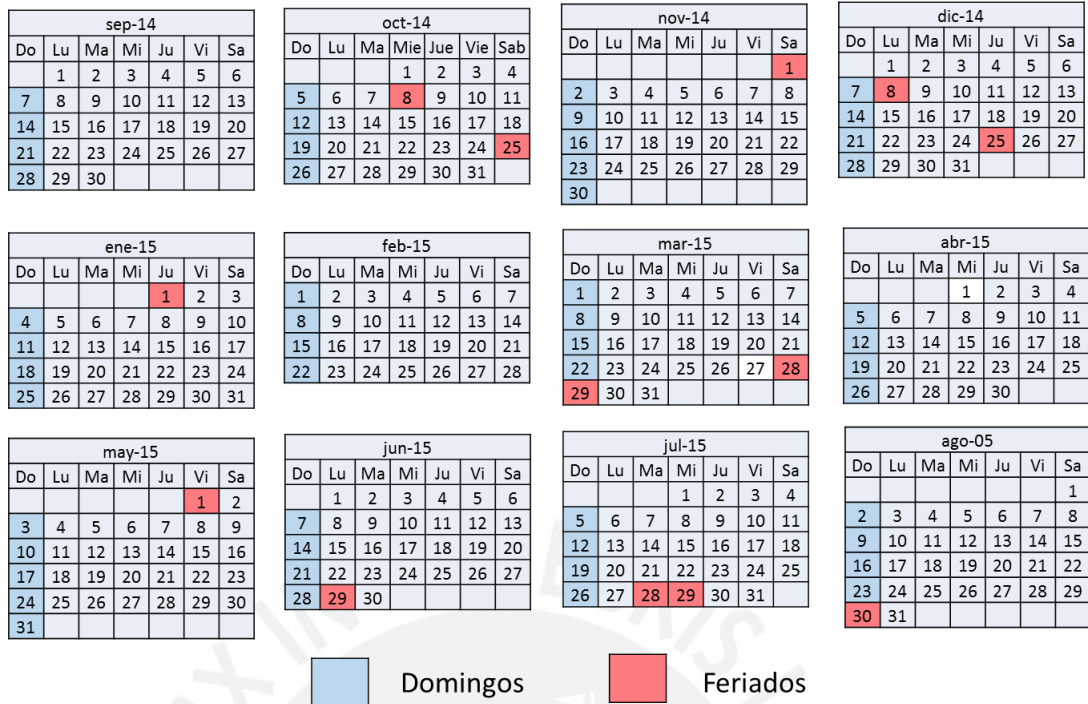 sep-14
Do Lu Ma Mi Ju Vi Sa
1 2 3 4 5 6
7 8 9 10 11 12 13
14 15 16 17 18 19 20
21 22 23 24 25 26 27
28 29 30
oct-14
Do Lu Ma Mie Jue Vie Sab
1 2 3 4
5 6 7 8 9 10 11
12 13 14 15 16 17 18
19 20 21 22 23 24 25
26 27 28 29 30 31
nov-14
Do Lu Ma Mi Ju Vi Sa
1
2 3 4 5 6 7 8
9 10 11 12 13 14 15
16 17 18 19 20 21 22
23 24 25 26 27 28 29
30
dic-14
Do Lu Ma Mi Ju Vi Sa
1 2 3 4 5 6
7 8 9 10 11 12 13
14 15 16 17 18 19 20
21 22 23 24 25 26 27
28 29 30 31
ene-15
Do Lu Ma Mi Ju Vi Sa
1 2 3
4 5 6 7 8 9 10
11 12 13 14 15 16 17
18 19 20 21 22 23 24
25 26 27 28 29 30 31
feb-15
Do Lu Ma Mi Ju Vi Sa
1 2 3 4 5 6 7
8 9 10 11 12 13 14
15 16 17 18 19 20 21
22 23 24 25 26 27 28
mar-15
Do Lu Ma Mi Ju Vi Sa
1 2 3 4 5 6 7
8 9 10 11 12 13 14
15 16 17 18 19 20 21
22 23 24 25 26 27 28
29 30 31
abr-15
Do Lu Ma Mi Ju Vi Sa
1 2 3 4
5 6 7 8 9 10 11
12 13 14 15 16 17 18
19 20 21 22 23 24 25
26 27 28 29 30
may-15
Do Lu Ma Mi Ju Vi Sa
1 2
3 4 5 6 7 8 9
10 11 12 13 14 15 16
17 18 19 20 21 22 23
24 25 26 27 28 29 30
31
jun-15
Do Lu Ma Mi Ju Vi Sa
1 2 3 4 5 6
7 8 9 10 11 12 13
14 15 16 17 18 19 20
21 22 23 24 25 26 27
28 29 30
jul-15
Do Lu Ma Mi Ju Vi Sa
1 2 3 4
5 6 7 8 9 10 11
12 13 14 15 16 17 18
19 20 21 22 23 24 25
26 27 28 29 30 31
ago-05
Do Lu Ma Mi Ju Vi Sa
1
2 3 4 5 6 7 8
9 10 11 12 13 14 15
16 17 18 19 20 21 22
23 24 25 26 27 28 29
30 31
Domingos
Feriados